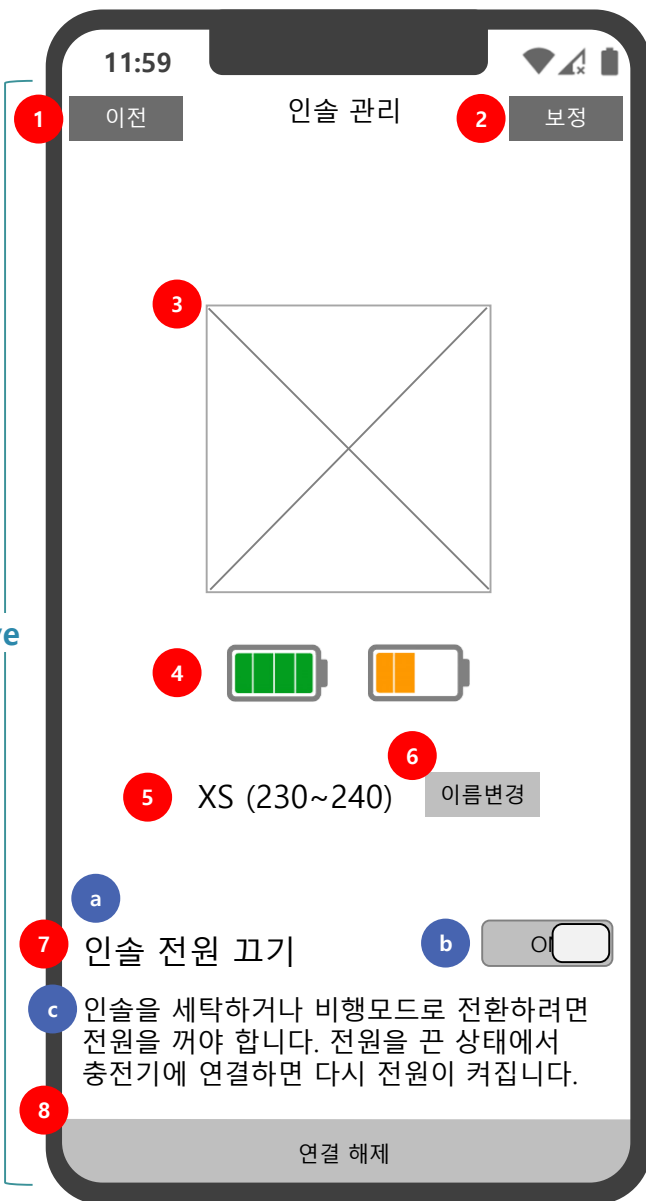 11:59
1
이전
인솔 관리
2
보정
3
4
6
5
XS (230~240)
이름변경
a
7
인솔 전원 끄기
b
c
인솔을 세탁하거나 비행모드로 전환하려면
전원을 꺼야 합니다. 전원을 끈 상태에서
충전기에 연결하면 다시 전원이 켜집니다.
8
연결 해제